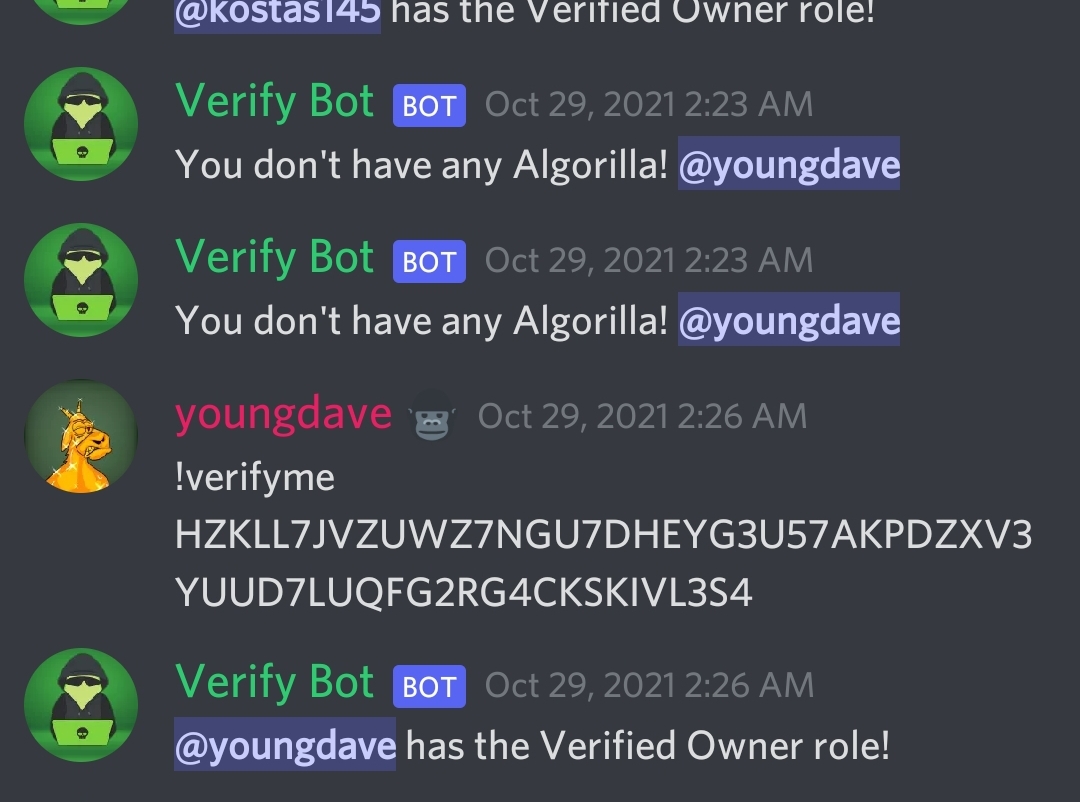 @kostas145 has the Verified Owner role!
Verify Bot BOT Oct 29, 2021 2:23 AM
You don't have any Algorilla! @youngdave
Verify Bot BOT Oct 29, 2021 2:23 AM
You don't have any Algorilla! @youngdave
youngdave Oct 29, 2021 2:26 AM
!verifyme
HZKLL7JVZUWZ7NGU7DHEYG3U57AKPDZXV3
YUUD7LUQFG2RG4CKSKIVL3S4
Verify Bot BOT Oct 29, 2021 2:26 AM
@youngdave has the Verified Owner role!